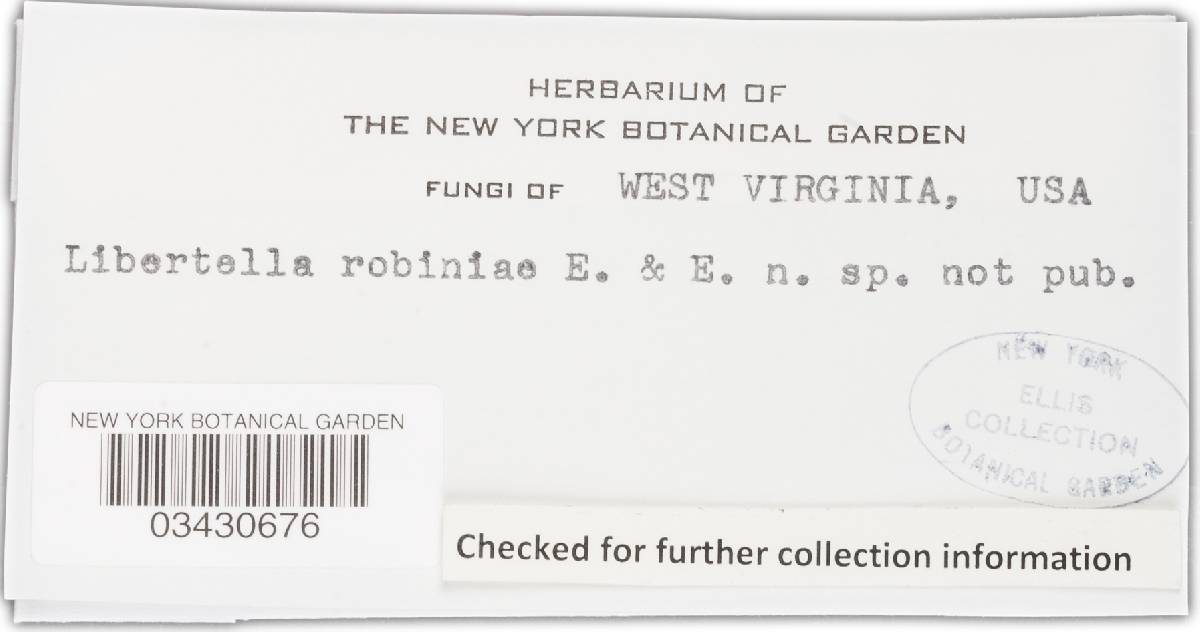 HERBARIUM OF
THE NEW YORK BOTANICAL GARDEN
FUNGI OF WEST VIRGINIA, USA
Libertella robiniae E. & E. n. sp. not pub.
NEW YORK
ELLIS
COLLECTION
BOTANICAL GARDEN
NEW YORK BOTANICAL GARDEN
03430676
Checked for further collection information